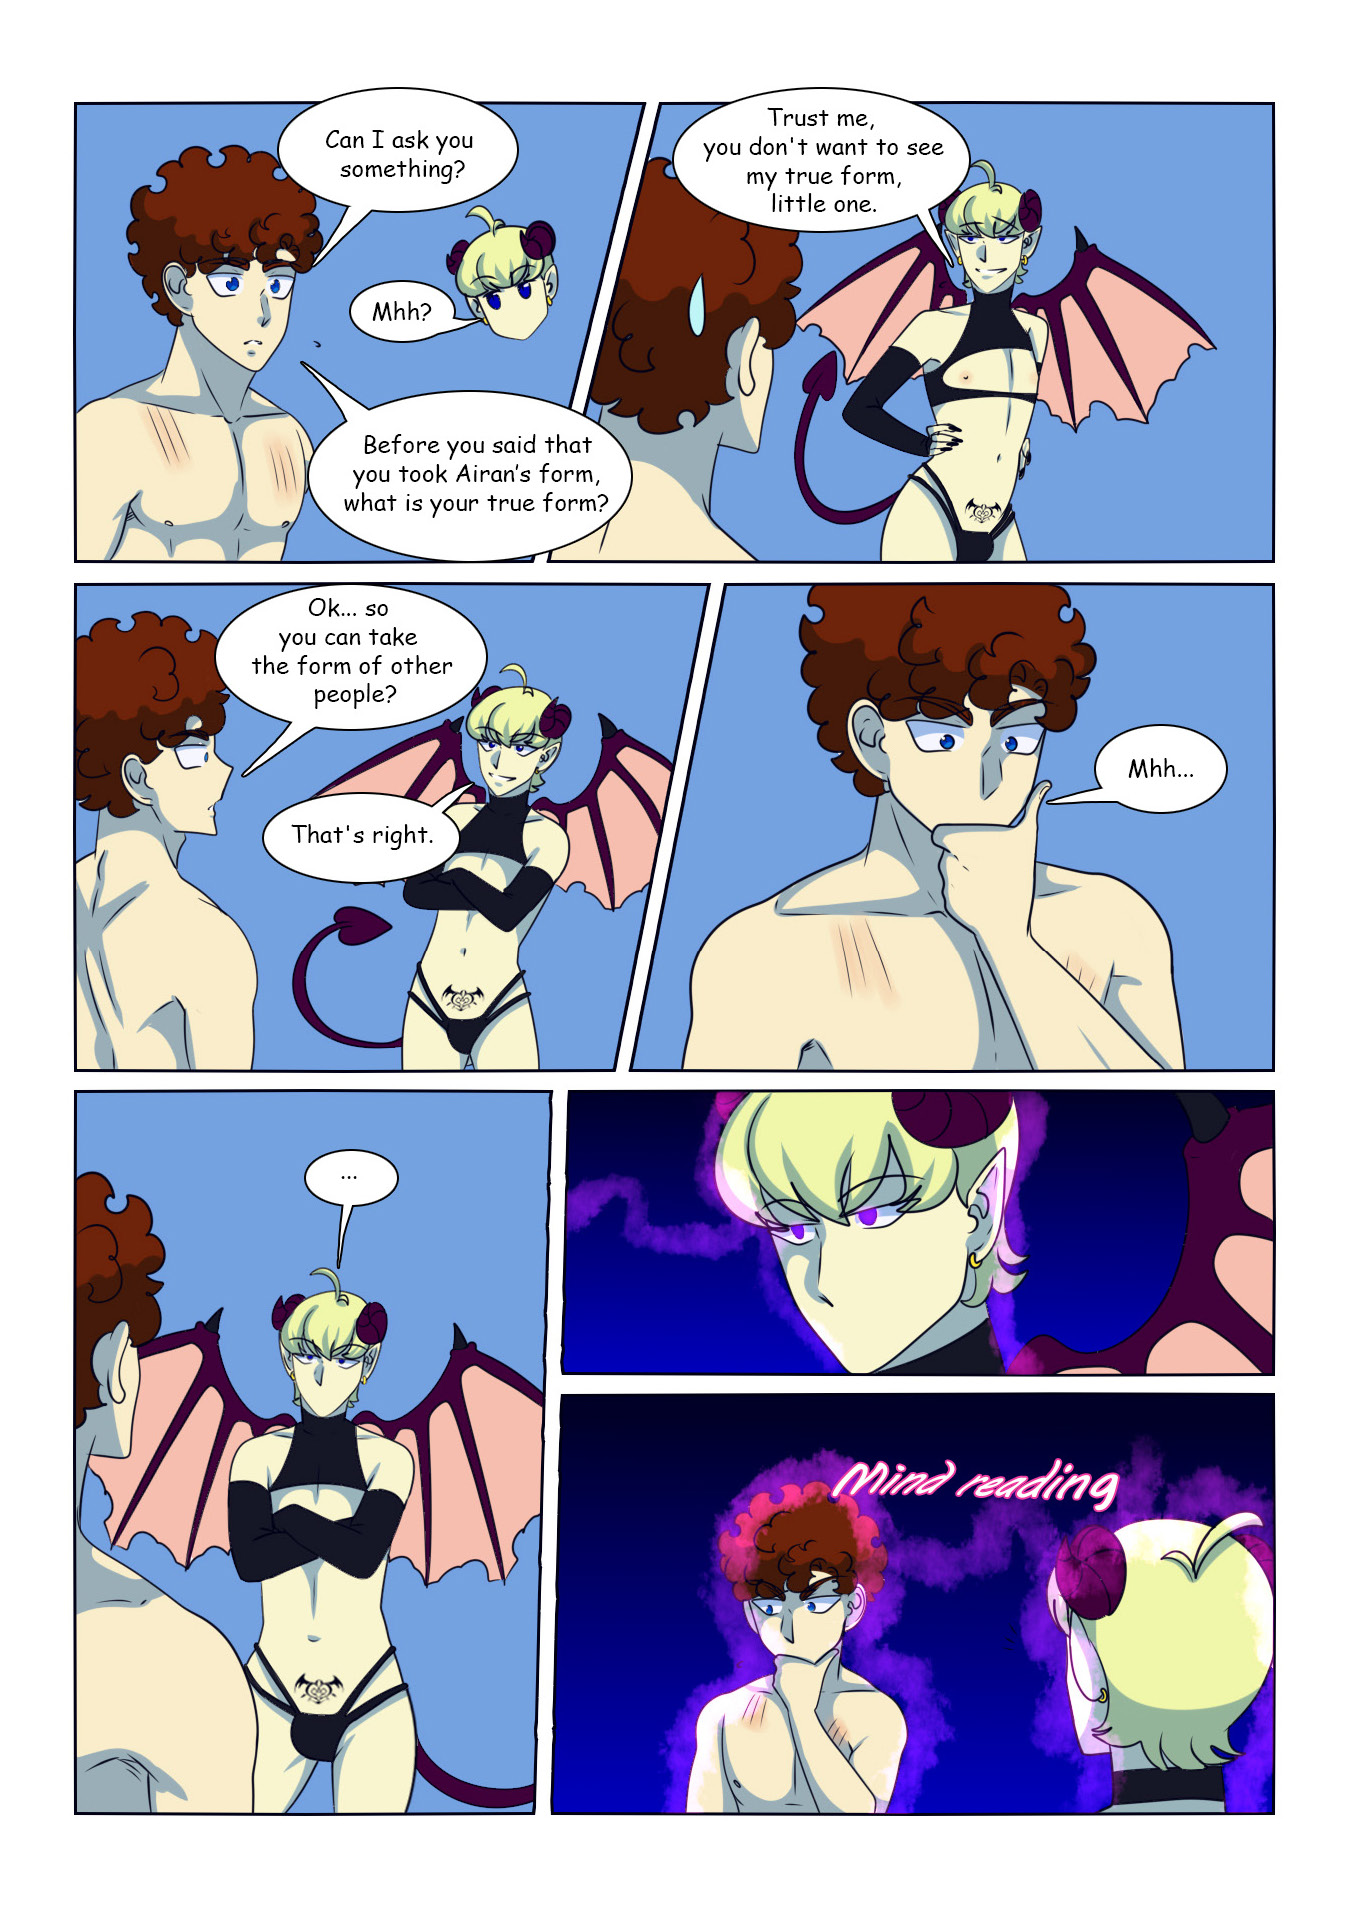 Can I ask you
something?
Mhh?
Before you said that
you took Airan's form,
what is your true form?
Trust me,
you don't want to see
my true form,
little one.
Ok... so
you can take
the form of other
people?
That's right.
Mhh...
...
Mind reading